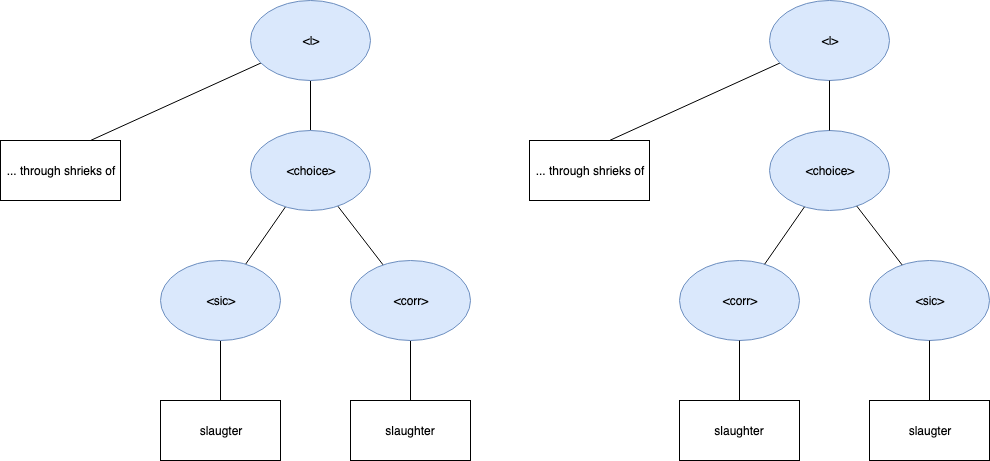 <l>
<l>
... through shrieks of
<choice>
... through shrieks of
<choice>
<sic>
<corr>
<corr>
<sic>
slaugter
slaughter
slaughter
slaugter